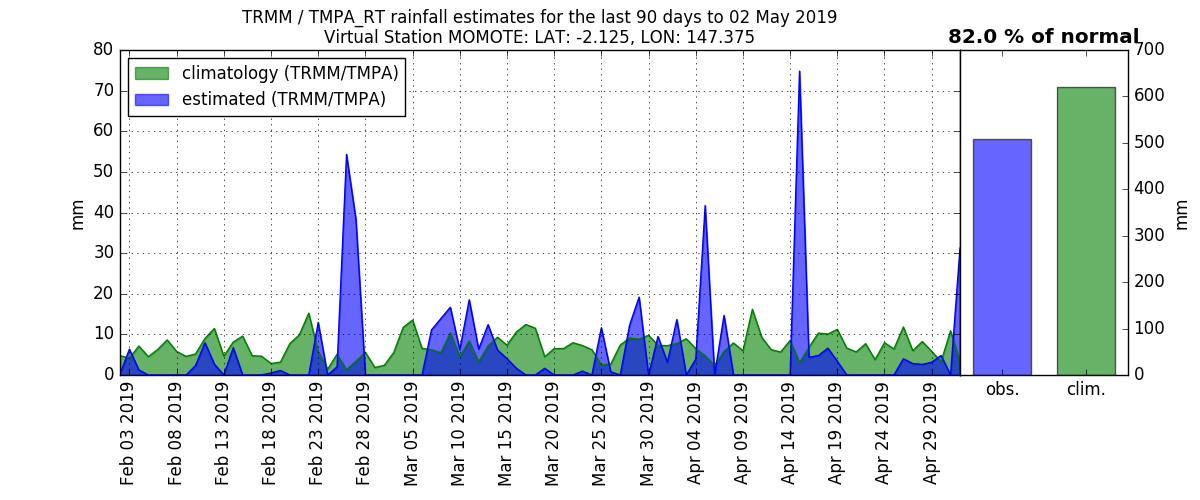 TRMM / TMPA_RT rainfall estimates for the last 90 days to 02 May 2019
Virtual Station MOMOTE: LAT: -2.125, LON: 147.375
82.0 % of normal
climatology (TRMM/TMPA)
estimated (TRMM/TMPA)
mm
80
70
60
50
40
30
20
10
0
Feb 03 2019
Feb 08 2019
Feb 13 2019
Feb 18 2019
Feb 23 2019
Feb 28 2019
Mar 05 2019
Mar 10 2019
Mar 15 2019
Mar 20 2019
Mar 25 2019
Mar 30 2019
Apr 04 2019
Apr 09 2019
Apr 14 2019
Apr 19 2019
Apr 24 2019
Apr 29 2019
700
600
500
400
300
200
100
0
mm
obs.
clim.